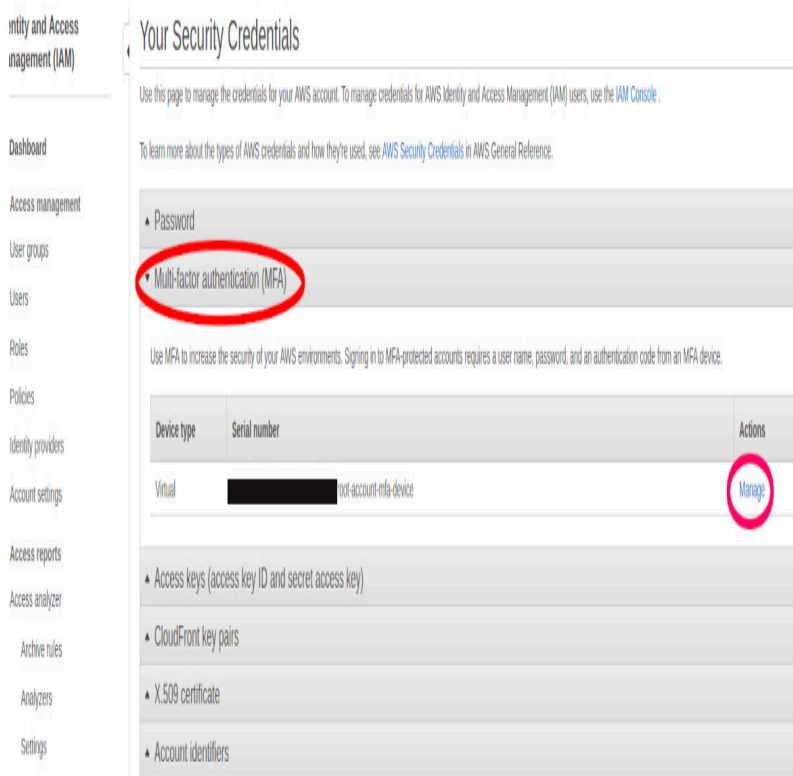 entity and Access
anagement (IAM)
Dashboard
Access management
User groups
Users
Roles
Policies
Identity providers
Account settings
Access reports
Access analyzer
Archive rules
Analyzers
Settings
Your Security Credentials
Use this page to manage the credentials for your AWS account. To manage credentials for AWS Identity and Access Management (IAM) users, use the IAM Console .
To learn more about the types of AWS credentials and how they're used, see AWS Security Credentials in AWS General Reference.
Password
Multi-factor authentication (MFA)
Use MFA to increase the security of your AWS environments. Signing in to MFA-protected accounts requires a user name, password, and an authentication code from an MFA device.
Device type Serial number Actions
Virtual root-account-mfa-device Manage
Access keys (access key ID and secret access key)
CloudFront key pairs
X.509 certificate
Account identifiers